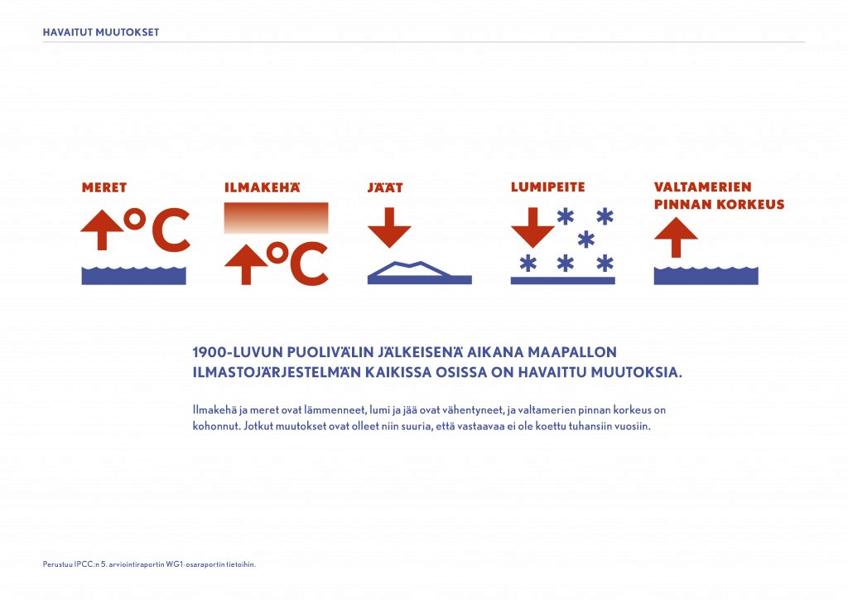 HAVAITUT MUUTOKSET
MERET
ILMAKEHÄ
JÄÄT
LUMIPEITE
VALTAMERIEN
PINNAN KORKEUS
°C
°C
1900-LUVUN PUOLIVÄLIN JÄLKEISENÄ AIKANA MAAPALLON
ILMASTOJÄRJESTELMÄN KAIKISSA OSISSA ON HAVAITTU MUUTOKSIA.
Ilmakehä ja meret ovat lämmenneet, lumi ja jää ovat vähentyneet, ja valtamerien pinnan korkeus on
kohonnut. Jotkut muutokset ovat olleet niin suuria, että vastaavaa ei ole koettu tuhansiin vuosiin.
Perustuu IPCC:n 5. arviointiraportin WG1-osaraportin tietoihin.